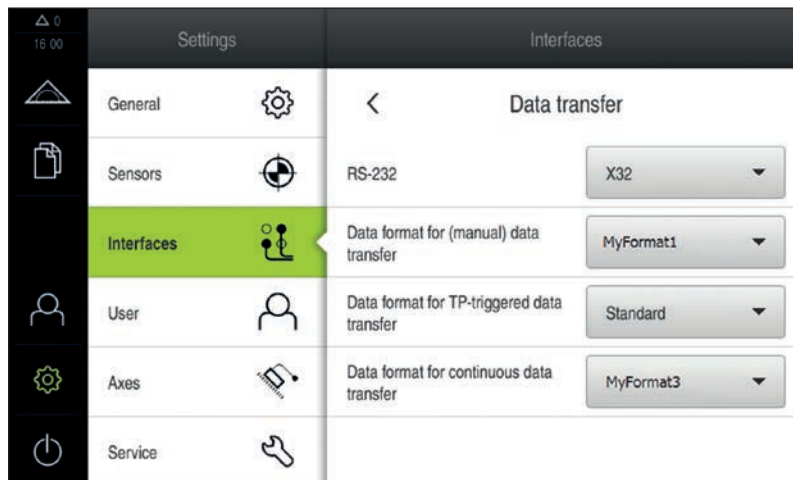 0
16 00
Settings
Interfaces
General
Sensors
Interfaces
User
Axes
Service
Data transfer
RS-232
X32
Data format for (manual) data
transfer
MyFormat1
Data format for TP-triggered data
transfer
Standard
Data format for continuous data
transfer
MyFormat3